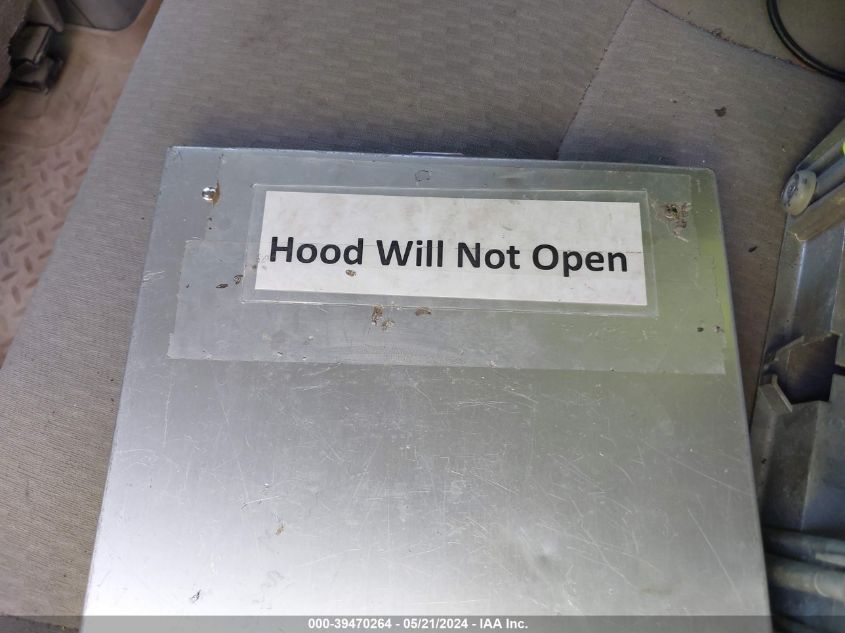 Hood Will Not Open
000-39470264 - 05/21/2024 - IAA Inc.